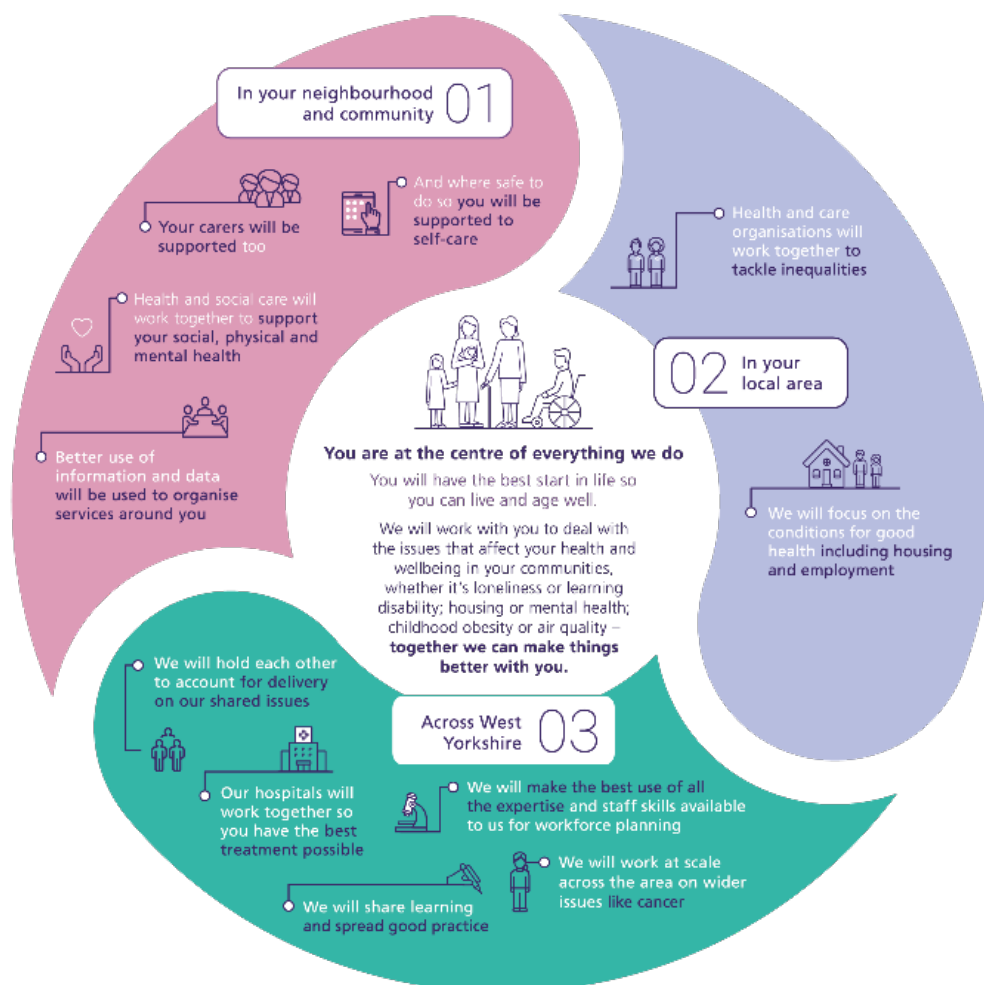 In your neighbourhood
and community
01
And where safe to
do so you will be
supported to
self-care
Your carers will be
supported too
Health and social care will
work together to support
your social, physical and
mental health
Better use of
information and data
will be used to organise
services around you
Health and care
organisations will
work together to
tackle inequalities
02
In your
local area
We will focus on the
conditions for good
health including housing
and employment
You are at the centre of everything we do
You will have the best start in life so
you can live and age well.
We will work with you to deal with
the issues that affect your health and
wellbeing in your communities,
whether it's loneliness or learning
disability; housing or mental health;
childhood obesity or air quality –
together we can make things
better with you.
Across West
Yorkshire
03
We will hold each other
to account for delivery
on our shared issues
Our hospitals will
work together so
you have the best
treatment possible
We will make the best use of all
the expertise and staff skills available
to us for workforce planning
We will work at scale
across the area on wider
issues like cancer
We will share learning
and spread good practice